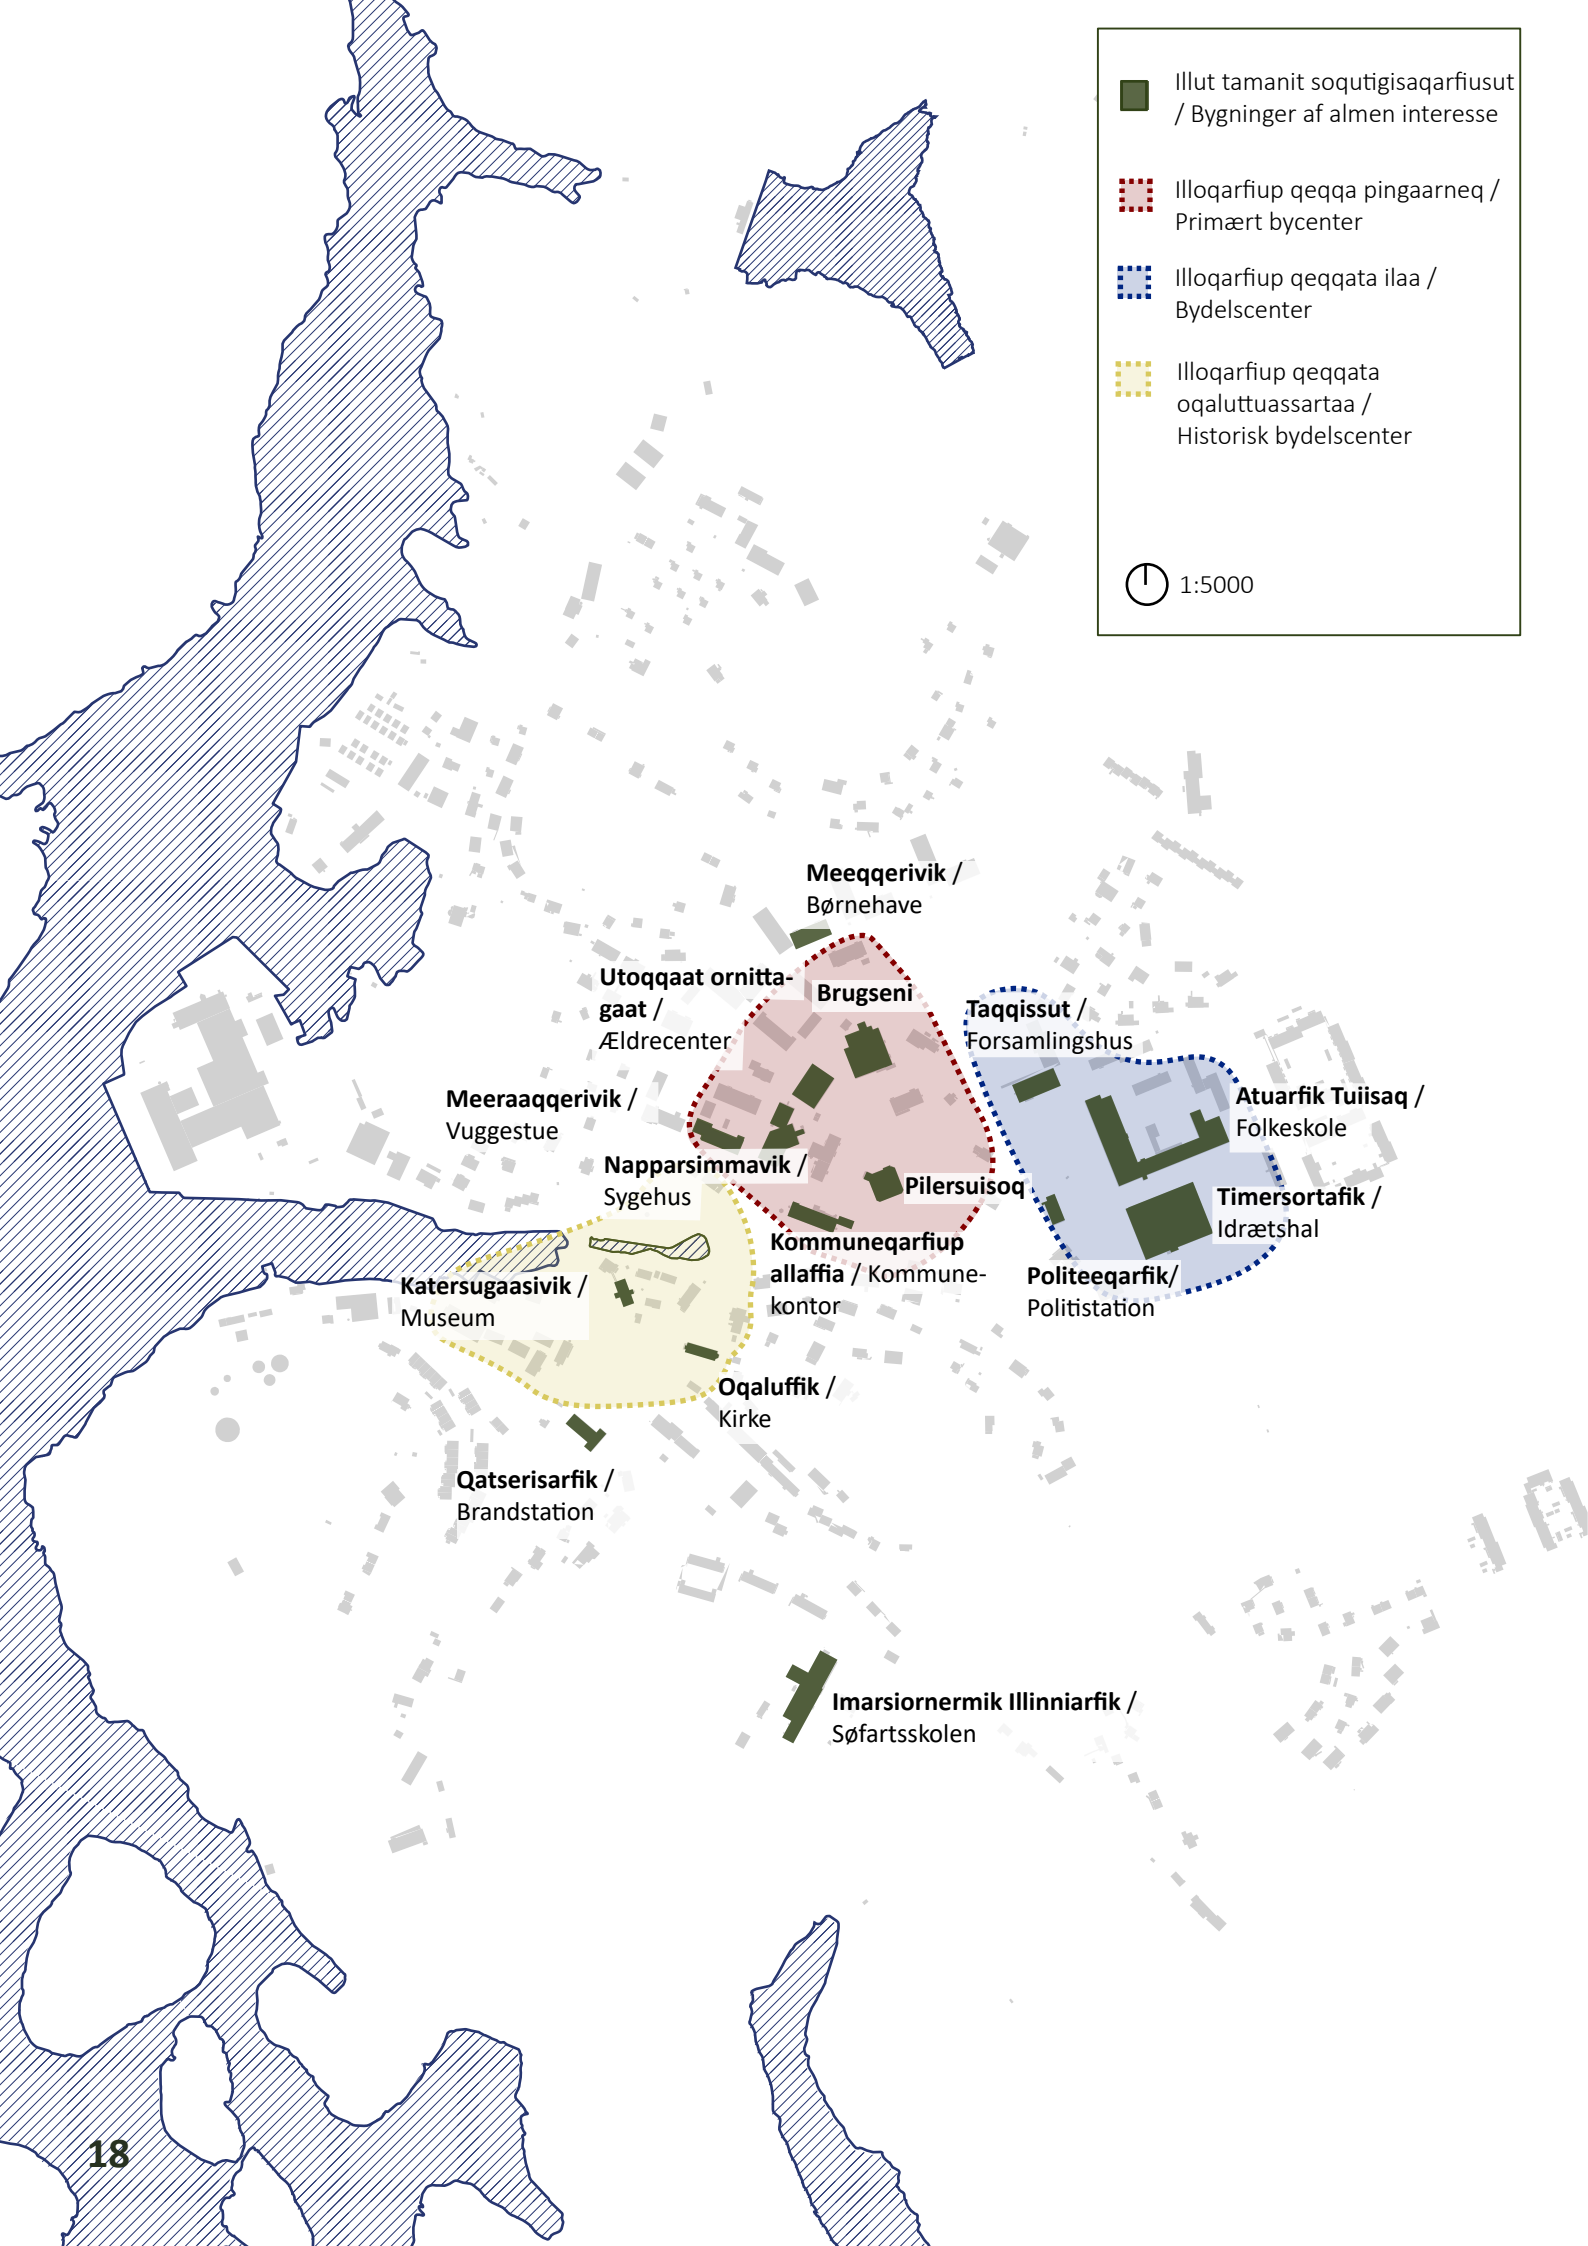 Illut tamanit soqutigisaqarfiusut
/ Bygninger af almen interesse
Illoqarfiup qeqqa pingaarneq /
Primært bycenter
Illoqarfiup qeqqata ilaa /
Bydelscenter
Illoqarfiup qeqqata
oqaluttuassartaa /
Historisk bydelscenter
1:5000
Meeqqerivik /
Børnehave
Utoqqaat ornitta-
gaat /
Ældrecenter
Brugseni
Taqqissut /
Forsamlingshus
Meeraaqqerivik /
Vuggestue
Atuarfik Tuiisaq /
Folkeskole
Napparsimmavik /
Sygehus
Pilersuisoq
Timersortafik /
Idrætshal
Kommuneqarfiup
allaffia / Kommune-
kontor
Politeeqarfik/
Politistation
Katersugaasivik /
Museum
Oqaluffik /
Kirke
Qatserisarfik /
Brandstation
Imarsiornermik Illinniarfik /
Søfartsskolen
18